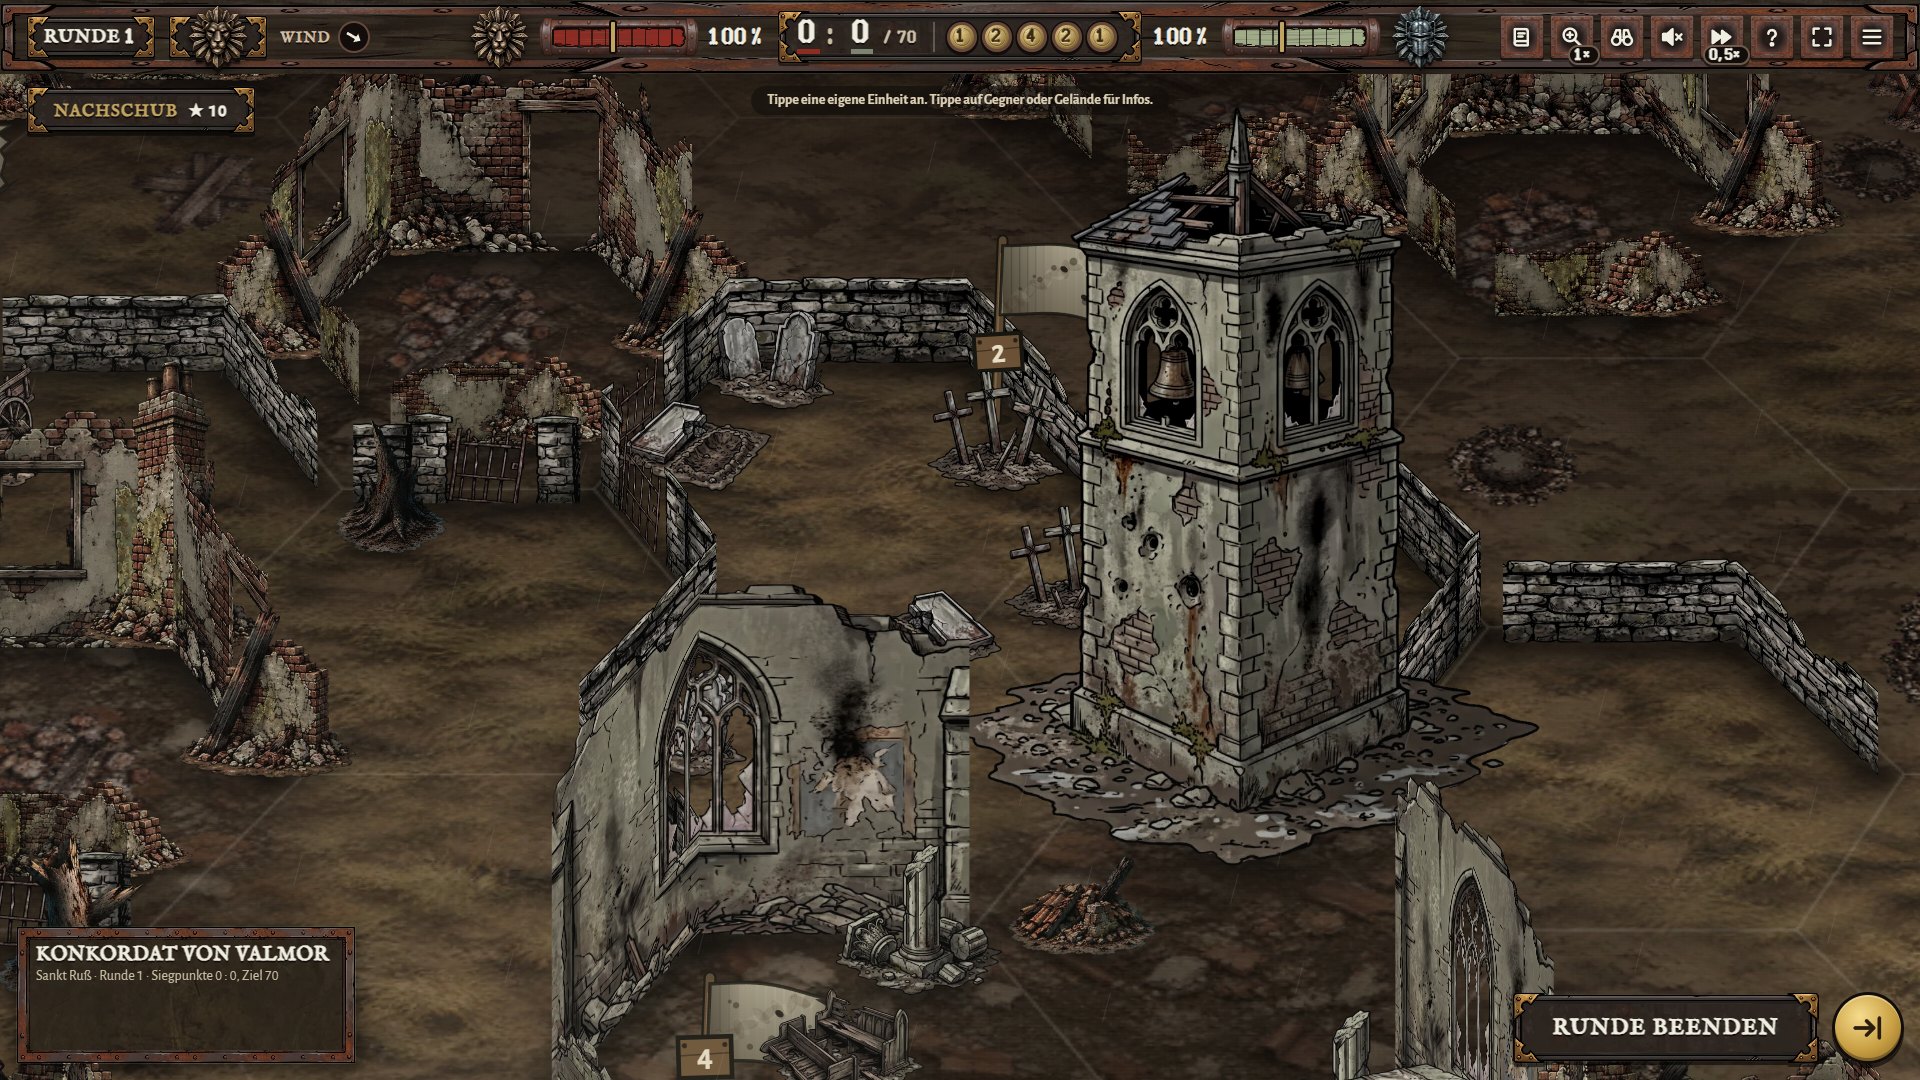 RUNDE 1
WIND
100%
0 : 0 / 70
1 2 4 2 1
100%
1×
0,5×
?
NACHSCHUB ★ 10
Tippe eine eigene Einheit an. Tippe auf Gegner oder Gelände für Infos.
2
4
KONKORDAT VON VALMOR
Sankt Ruß · Runde 1 · Siegpunkte 0 : 0, Ziel 70
RUNDE BEENDEN